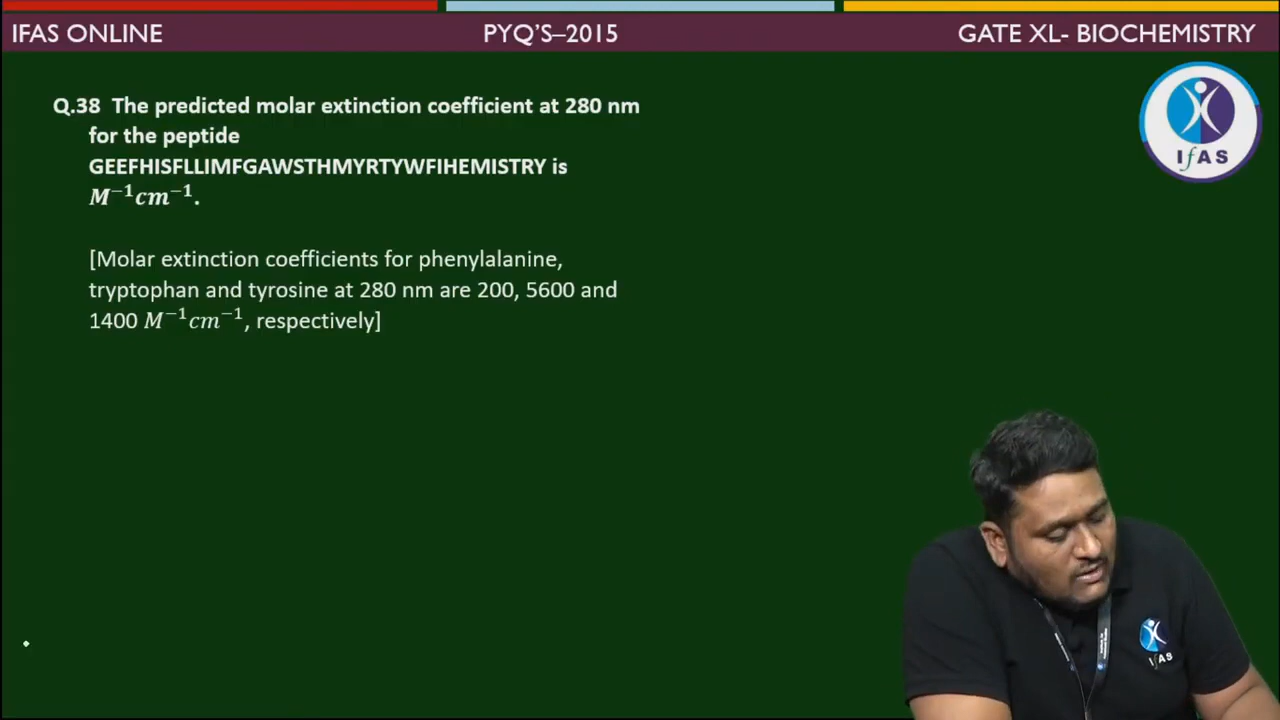 IFAS ONLINE PYQ'S–2015 GATE XL- BIOCHEMISTRY
IfAS
Q.38 The predicted molar extinction coefficient at 280 nm
for the peptide
GEEFHISFLLIMFGAWSTHMYRTYWFIHEMISTRY is
M⁻¹cm⁻¹.
[Molar extinction coefficients for phenylalanine,
tryptophan and tyrosine at 280 nm are 200, 5600 and
1400 M⁻¹cm⁻¹, respectively]
IfAS